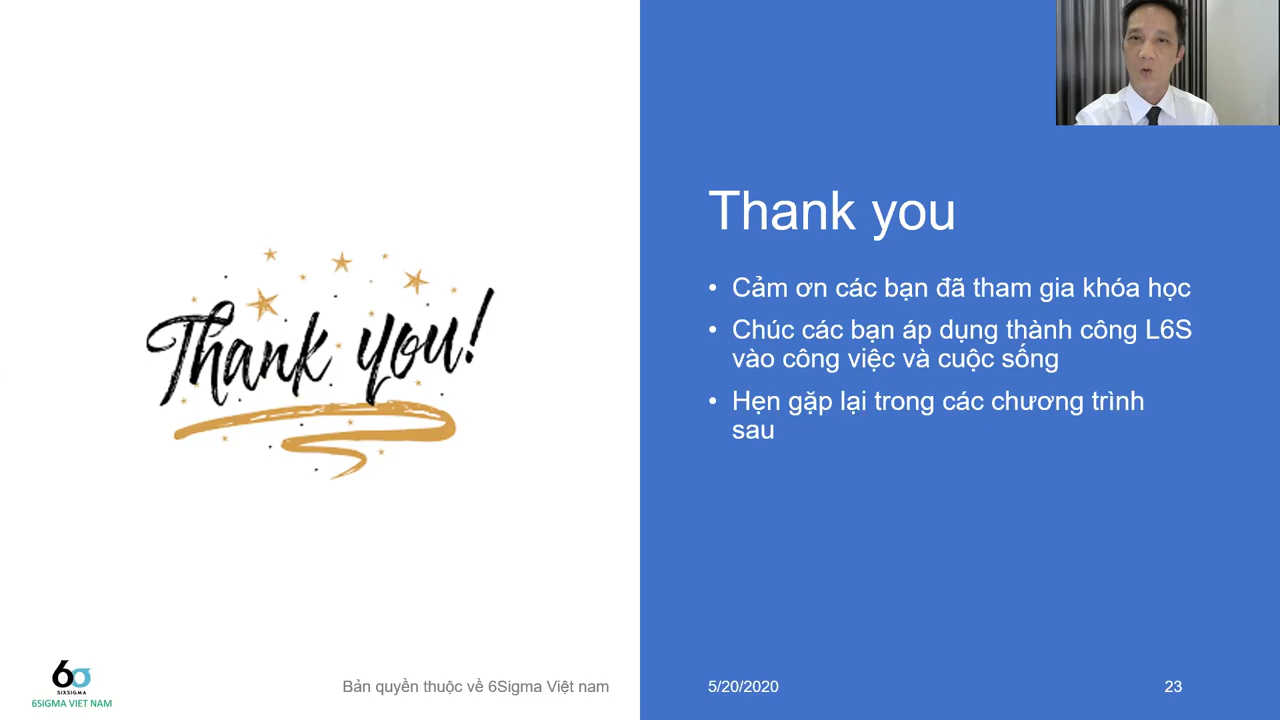 Thank you!
Thank you
• Cảm ơn các bạn đã tham gia khóa học
• Chúc các bạn áp dụng thành công L6S
vào công việc và cuộc sống
• Hẹn gặp lại trong các chương trình
sau
6σ
SIXSIGMA
6SIGMA VIET NAM
Bản quyền thuộc về 6Sigma Việt nam
5/20/2020
23